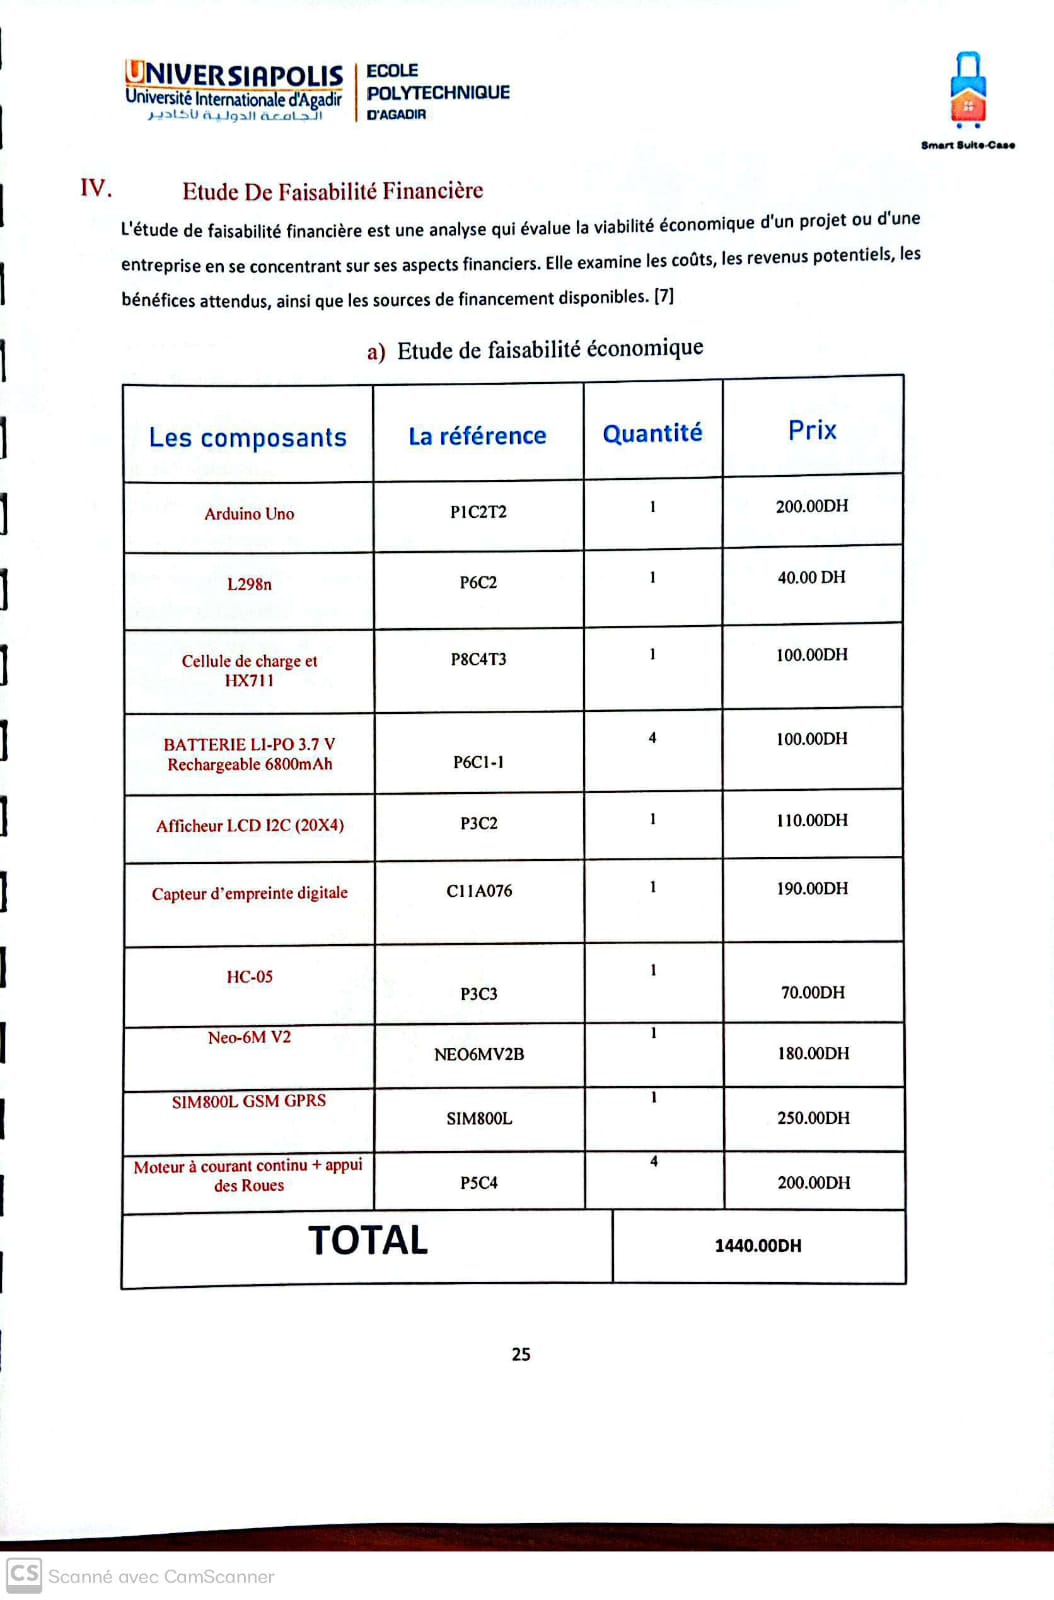 UNIVERSIAPOLIS
Université Internationale d'Agadir
الجامعة الدولية لأكادير
ECOLE
POLYTECHNIQUE
D'AGADIR
Smart Suite-Case
IV. Etude De Faisabilité Financière
L'étude de faisabilité financière est une analyse qui évalue la viabilité économique d'un projet ou d'une
entreprise en se concentrant sur ses aspects financiers. Elle examine les coûts, les revenus potentiels, les
bénéfices attendus, ainsi que les sources de financement disponibles. [7]
a) Etude de faisabilité économique
Les composants La référence Quantité Prix
Arduino Uno P1C2T2 1 200.00DH
L298n P6C2 1 40.00 DH
Cellule de charge et
HX711 P8C4T3 1 100.00DH
BATTERIE LI-PO 3.7 V
Rechargeable 6800mAh P6C1-1 4 100.00DH
Afficheur LCD I2C (20X4) P3C2 1 110.00DH
Capteur d'empreinte digitale C11A076 1 190.00DH
HC-05 P3C3 1 70.00DH
Neo-6M V2 NEO6MV2B 1 180.00DH
SIM800L GSM GPRS SIM800L 1 250.00DH
Moteur à courant continu + appui
des Roues P5C4 4 200.00DH
TOTAL 1440.00DH
25
CS Scanné avec CamScanner